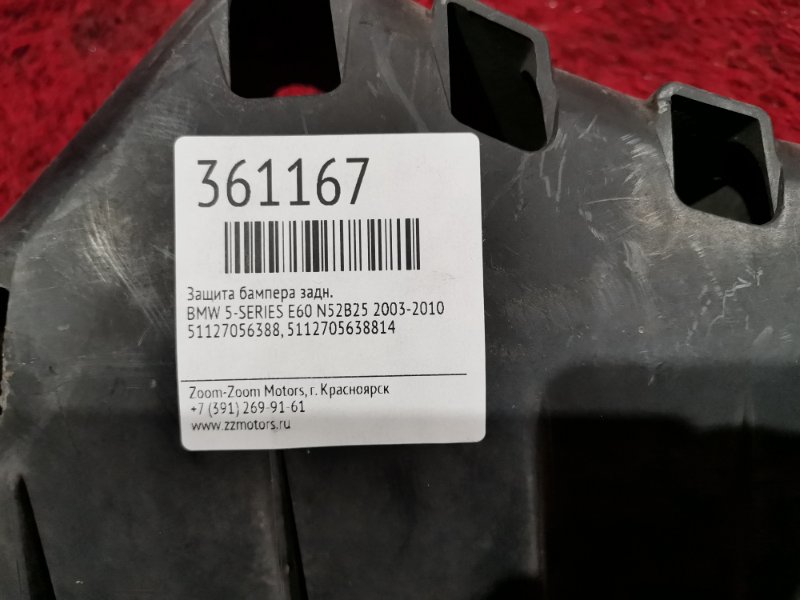 361167
Защита бампера задн.
BMW 5-SERIES E60 N52B25 2003-2010
51127056388, 5112705638814
Zoom-Zoom Motors, г. Красноярск
+7 (391) 269-91-61
www.zzmotors.ru